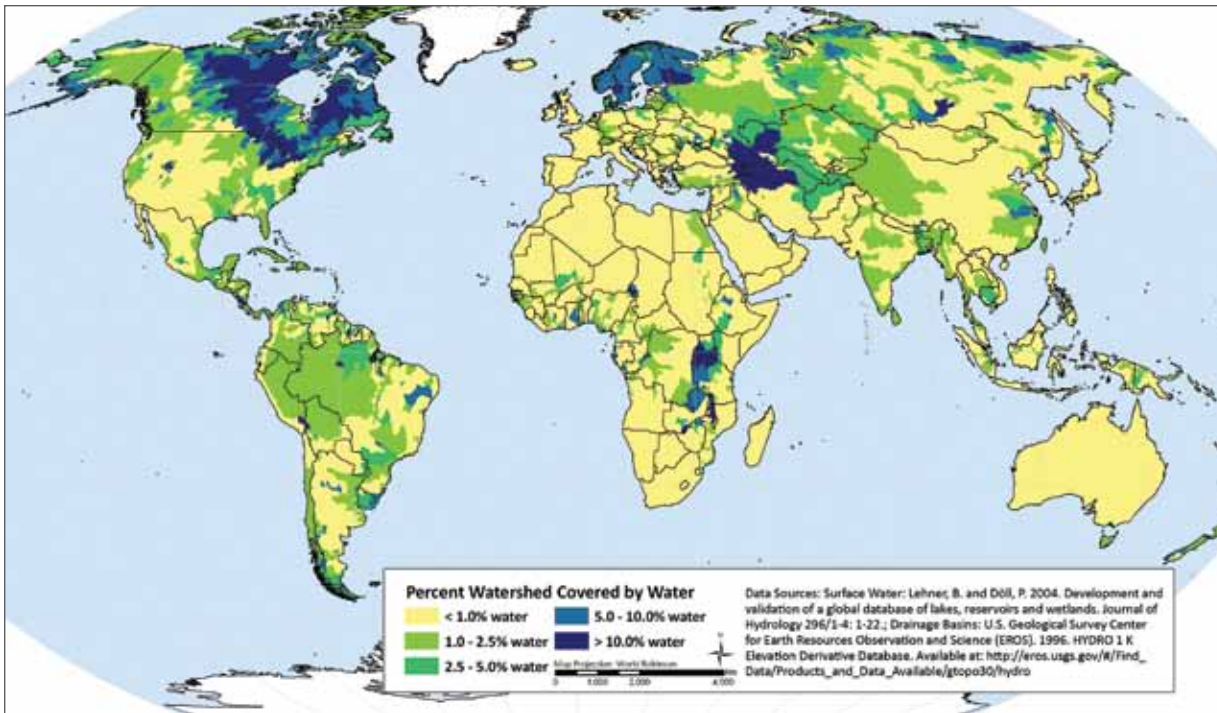 Percent Watershed Covered by Water
< 1.0% water
1.0 - 2.5% water
2.5 - 5.0% water
5.0 - 10.0% water
> 10.0% water
Map Projection: World Robinson
0 1,000 2,000 4,000
Data Sources: Surface Water: Lehner, B. and Döll, P. 2004. Development and
validation of a global database of lakes, reservoirs and wetlands. Journal of
Hydrology 296/1-4: 1-22.; Drainage Basins: U.S. Geological Survey Center
for Earth Resources Observation and Science (EROS). 1996. HYDRO 1 K
Elevation Derivative Database. Available at: http://eros.usgs.gov/#/Find_
Data/Products_and_Data_Available/gtopo30/hydro